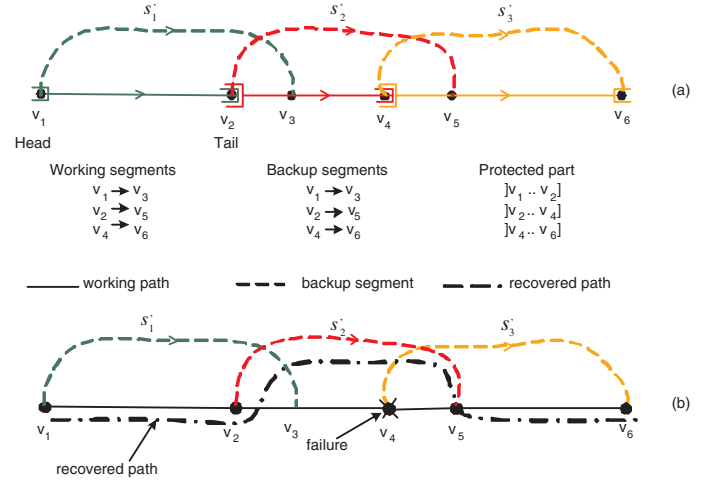 s'1 s'2 s'3
(a)
v1 v2 v3 v4 v5 v6
Head Tail
Working segments Backup segments Protected part
v1 → v3 v1 → v3 ]v1 .. v2]
v2 → v5 v2 → v5 ]v2 .. v4]
v4 → v6 v4 → v6 ]v4 .. v6]
working path backup segment recovered path
s'1 s'2 s'3
(b)
v1 v2 v3 v4 v5 v6
failure
recovered path